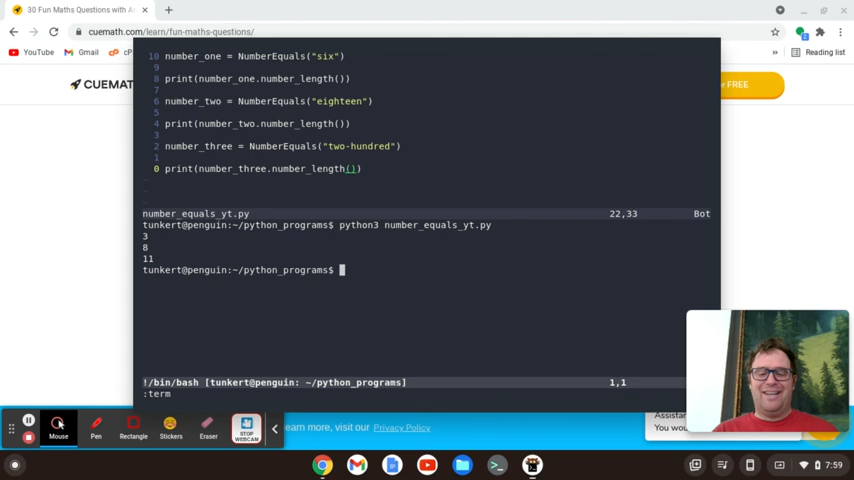 30 Fun Maths Questions with An
cuemath.com/learn/fun-maths-questions/
YouTube
Gmail
cP
»
Reading list
CUEMATH
r FREE
10 number_one = NumberEquals("six")
9
8 print(number_one.number_length())
7
6 number_two = NumberEquals("eighteen")
5
4 print(number_two.number_length())
3
2 number_three = NumberEquals("two-hundred")
1
0 print(number_three.number_length())
~
~
~
number_equals_yt.py 22,33 Bot
tunkert@penguin:~/python_programs$ python3 number_equals_yt.py
3
8
11
tunkert@penguin:~/python_programs$
!/bin/bash [tunkert@penguin: ~/python_programs] 1,1
:term
Mouse
Pen
Rectangle
Stickers
Eraser
STOP
WEBCAM
earn more, visit our Privacy Policy
Assistan
You wou
7:59